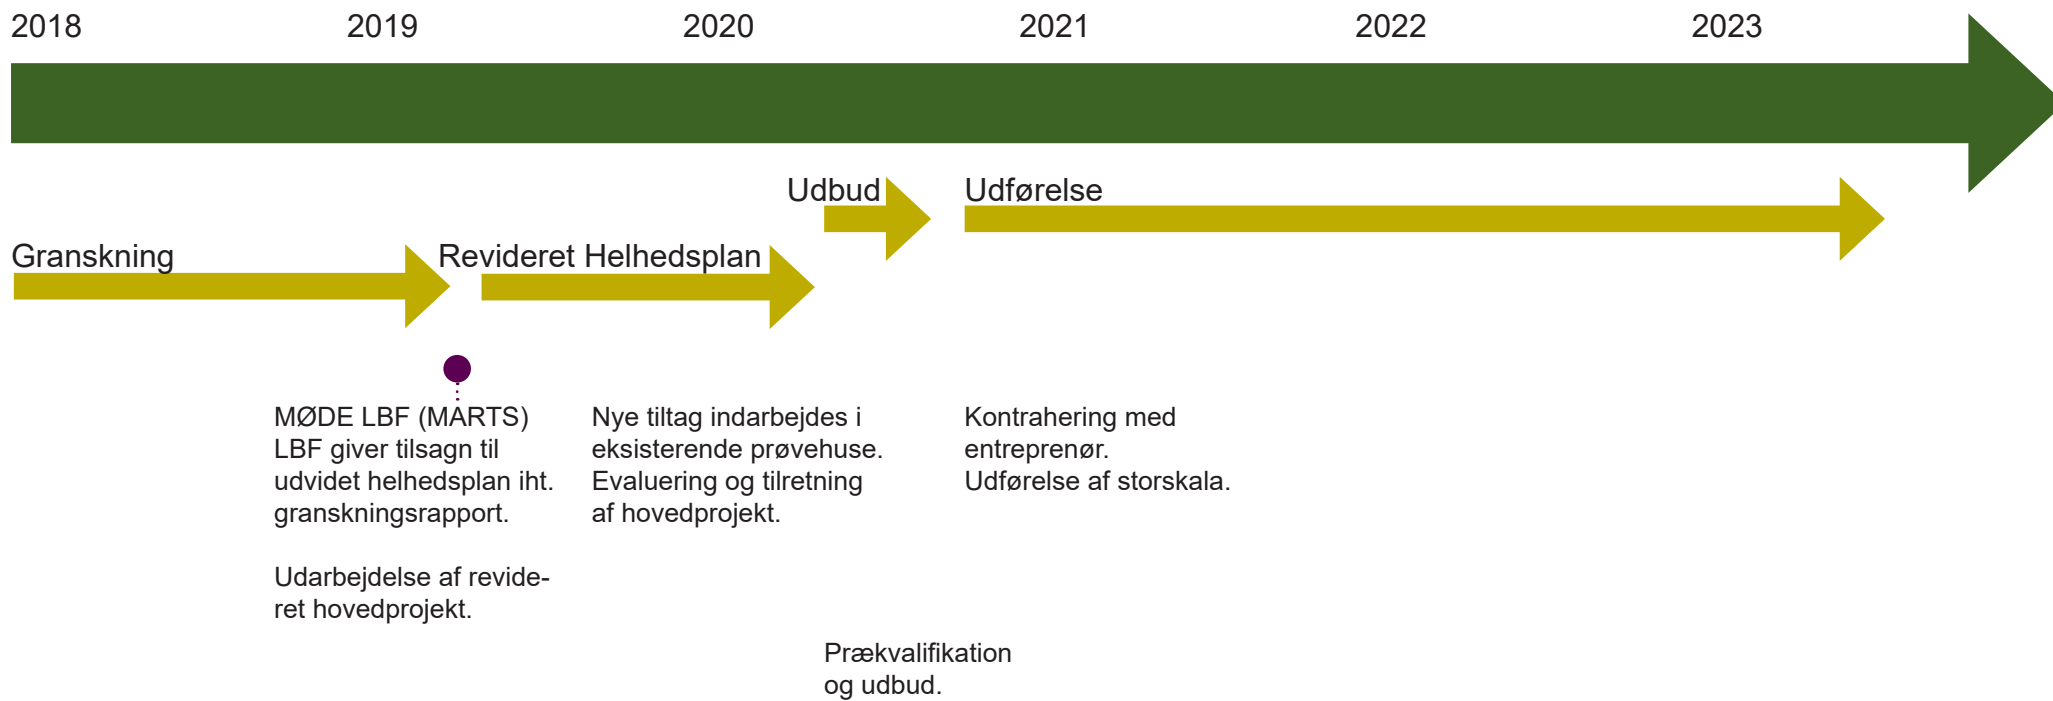 2018
2019
2020
2021
2022
2023
Udbud
Udførelse
Granskning
Revideret Helhedsplan
MØDE LBF (MARTS)
LBF giver tilsagn til
udvidet helhedsplan iht.
granskningsrapport.
Udarbejdelse af revide-
ret hovedprojekt.
Nye tiltag indarbejdes i
eksisterende prøvehuse.
Evaluering og tilretning
af hovedprojekt.
Kontrahering med
entreprenør.
Udførelse af storskala.
Prækvalifikation
og udbud.